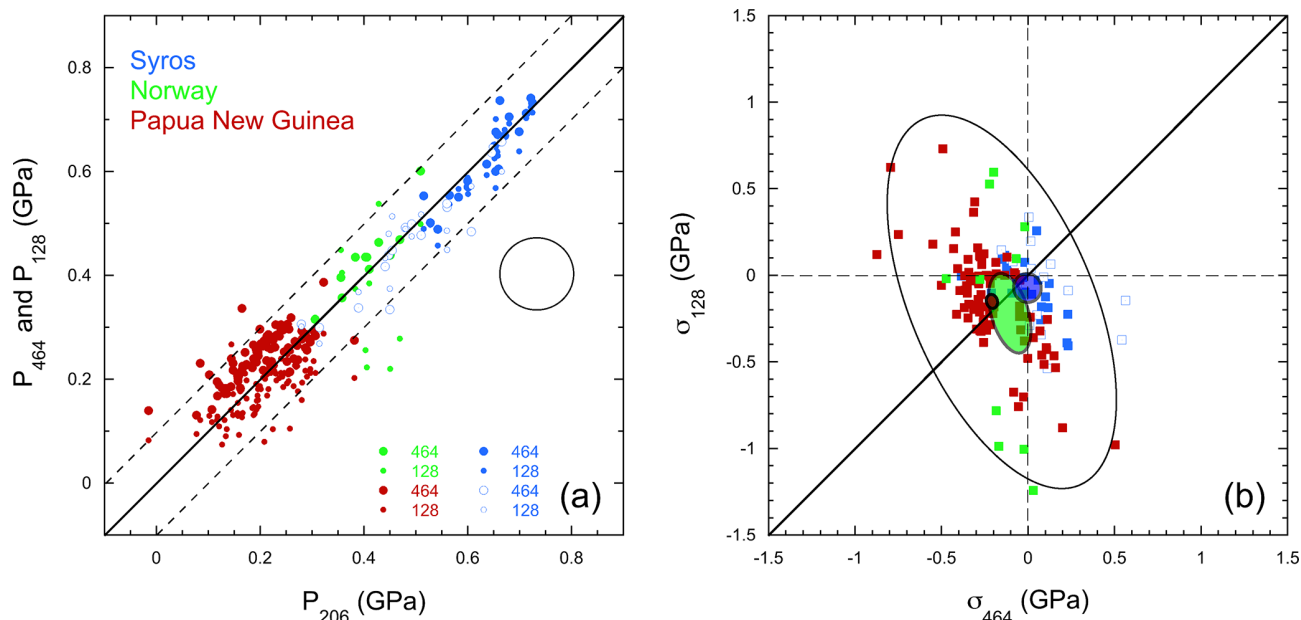 Syros
Norway
Papua New Guinea
P464 and P128 (GPa)
0.8
0.6
0.4
0.2
0
464 464
128 128
464 464
128 128
(a)
0 0.2 0.4 0.6 0.8
P206 (GPa)
σ128 (GPa)
1.5
1
0.5
0
-0.5
-1
-1.5
(b)
-1.5 -1 -0.5 0 0.5 1 1.5
σ464 (GPa)